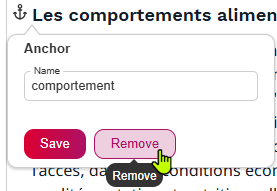 Les comportements alimen
Anchor
Name
comportement
Save Remove
Remove
l'accès, da conditions écon